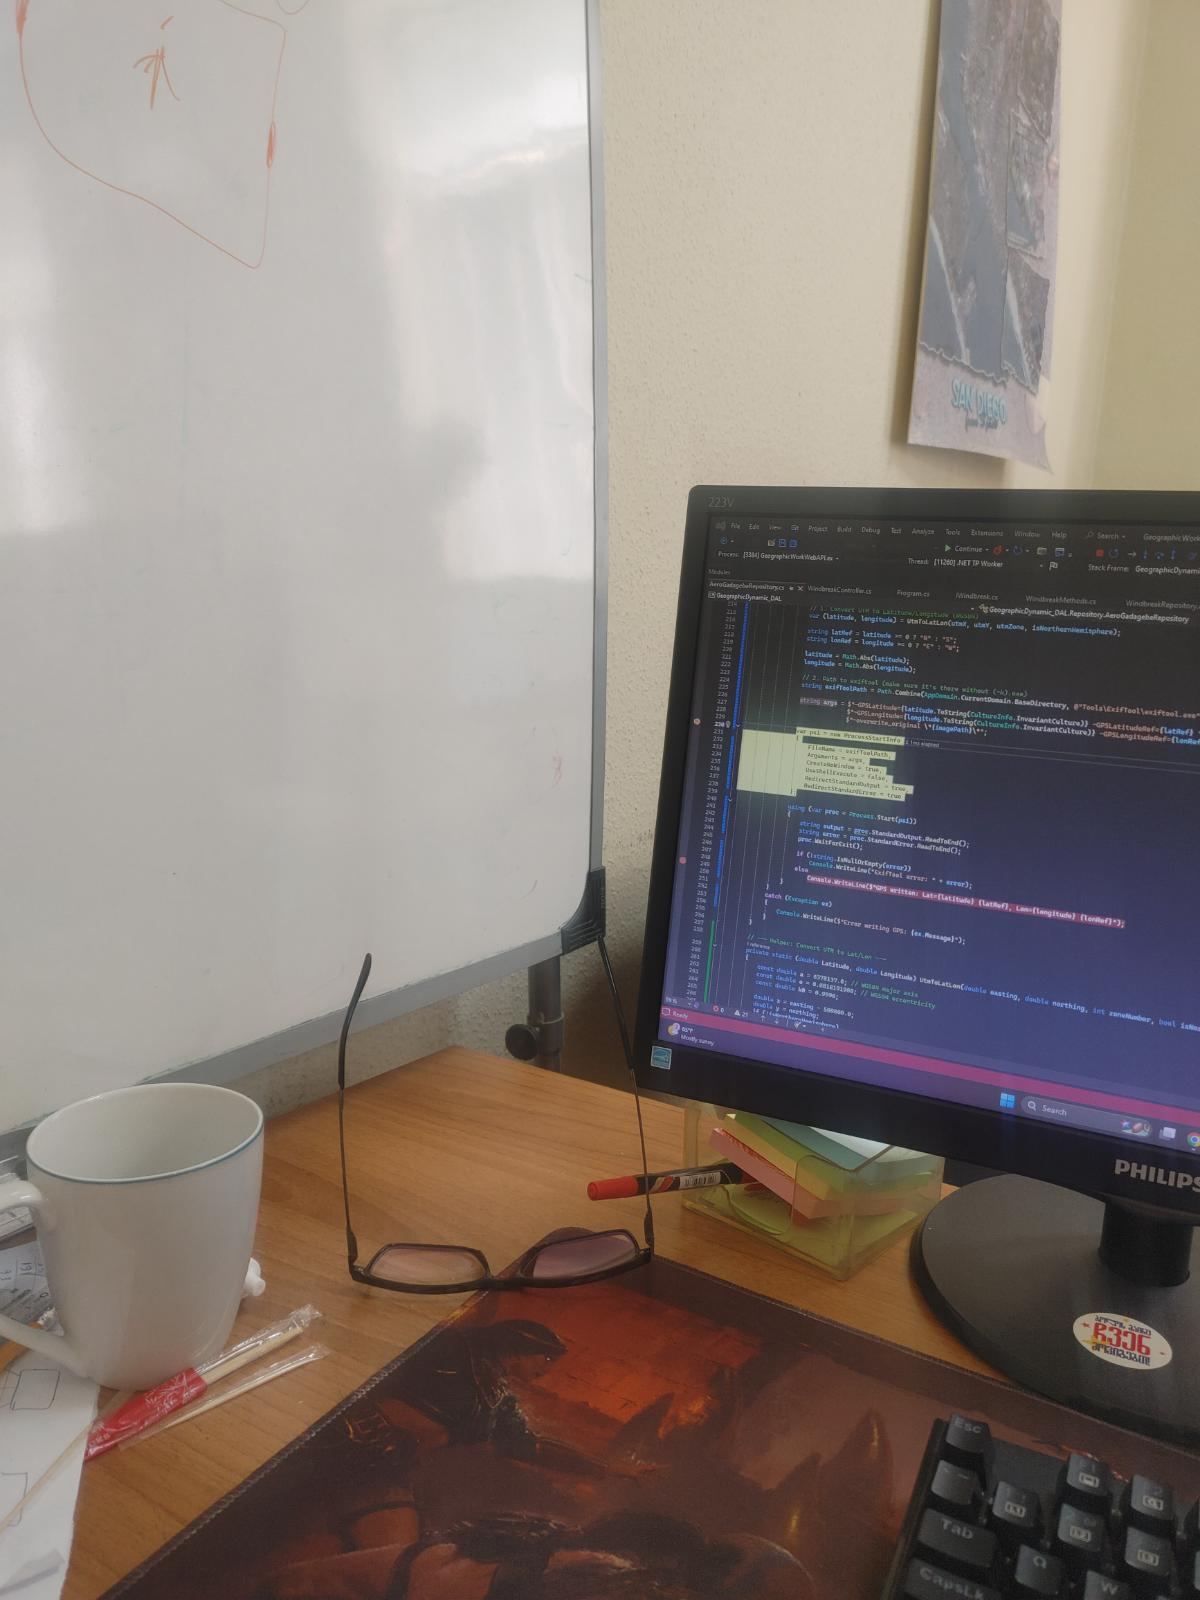 SAN DIEGO
223V
File Edit View Git Project Build Debug Test Analyze Tools Extensions Window Help Search
Continue
Process: [3384] GeographicWorkWebAPI.ex
Thread: [11260] .NET TP Worker
Stack Frame: GeographicDynamic
Modules
AeroGadagebeRepository.cs WindbreakController.cs Program.cs IWindbreak.cs WindbreakMethods.cs WindbreakRepository
GeographicDynamic_DAL GeographicDynamic_DAL.Repository.AeroGadagebeRepository
// 1. Convert UTM to Latitude/Longitude (WGS84)
var (latitude, longitude) = UtmToLatLon(utmX, utmY, utmZone, isNorthernHemisphere);
string latRef = latitude >= 0 ? "N" : "S";
string lonRef = longitude >= 0 ? "E" : "W";
latitude = Math.Abs(latitude);
longitude = Math.Abs(longitude);
// 2. Path to exiftool (make sure it's there without (-k).exe)
string exifToolPath = Path.Combine(AppDomain.CurrentDomain.BaseDirectory, @"Tools\ExifTool\exiftool.exe"
string args = $"-GPSLatitude={latitude.ToString(CultureInfo.InvariantCulture)} -GPSLatitudeRef={latRef}
$"-GPSLongitude={longitude.ToString(CultureInfo.InvariantCulture)} -GPSLongitudeRef={lonRef
$"-overwrite_original \"{imagePath}\"";
var psi = new ProcessStartInfo
{
FileName = exifToolPath,
Arguments = args,
CreateNoWindow = true,
UseShellExecute = false,
RedirectStandardOutput = true,
RedirectStandardError = true
};
using (var proc = Process.Start(psi))
{
string output = proc.StandardOutput.ReadToEnd();
string error = proc.StandardError.ReadToEnd();
proc.WaitForExit();
if (!string.IsNullOrEmpty(error))
Console.WriteLine("ExifTool error: " + error);
else
Console.WriteLine($"GPS written: Lat={latitude} {latRef}, Lon={longitude} {lonRef}");
}
}
catch (Exception ex)
{
Console.WriteLine($"Error writing GPS: {ex.Message}");
}
// --- Helper: Convert UTM to Lat/Lon ---
1 reference
private static (double Latitude, double Longitude) UtmToLatLon(double easting, double northing, int zoneNumber, bool isNo
{
const double a = 6378137.0; // WGS84 major axis
const double e = 0.0818191908; // WGS84 eccentricity
const double k0 = 0.9996;
double x = easting - 500000.0;
double y = northing;
Ready
65°F
Mostly sunny
Search
PHILIPS
ჩვენ
Esc
Tab
Q
W
CapsLk